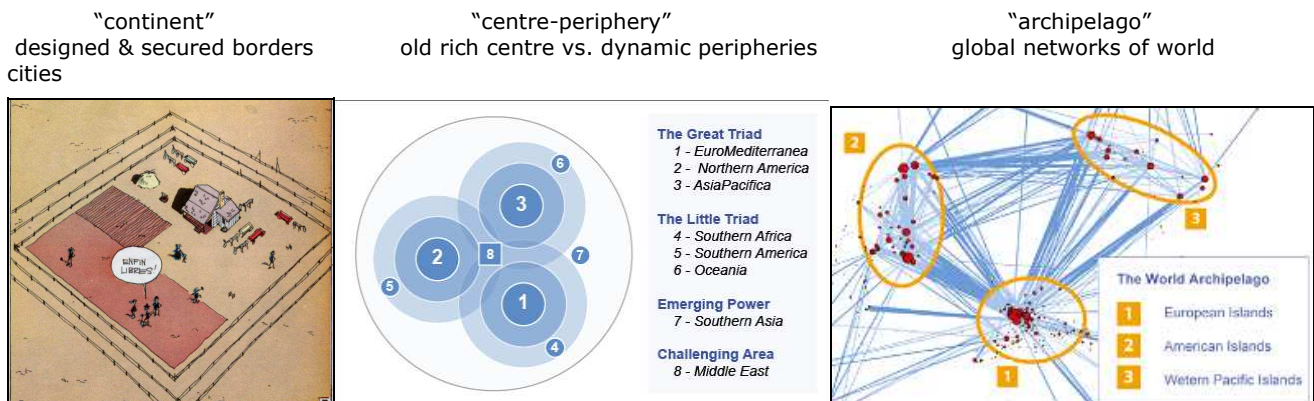 “continent”
designed & secured borders
cities
“centre-periphery”
old rich centre vs. dynamic peripheries
“archipelago”
global networks of world
ENFIN
LIBRES!
6
3
2
8
7
5
1
4
The Great Triad
1 - EuroMediterranea
2 - Northern America
3 - AsiaPacifica
The Little Triad
4 - Southern Africa
5 - Southern America
6 - Oceania
Emerging Power
7 - Southern Asia
Challenging Area
8 - Middle East
2
3
1
The World Archipelago
1 European Islands
2 American Islands
3 Wetern Pacific Islands